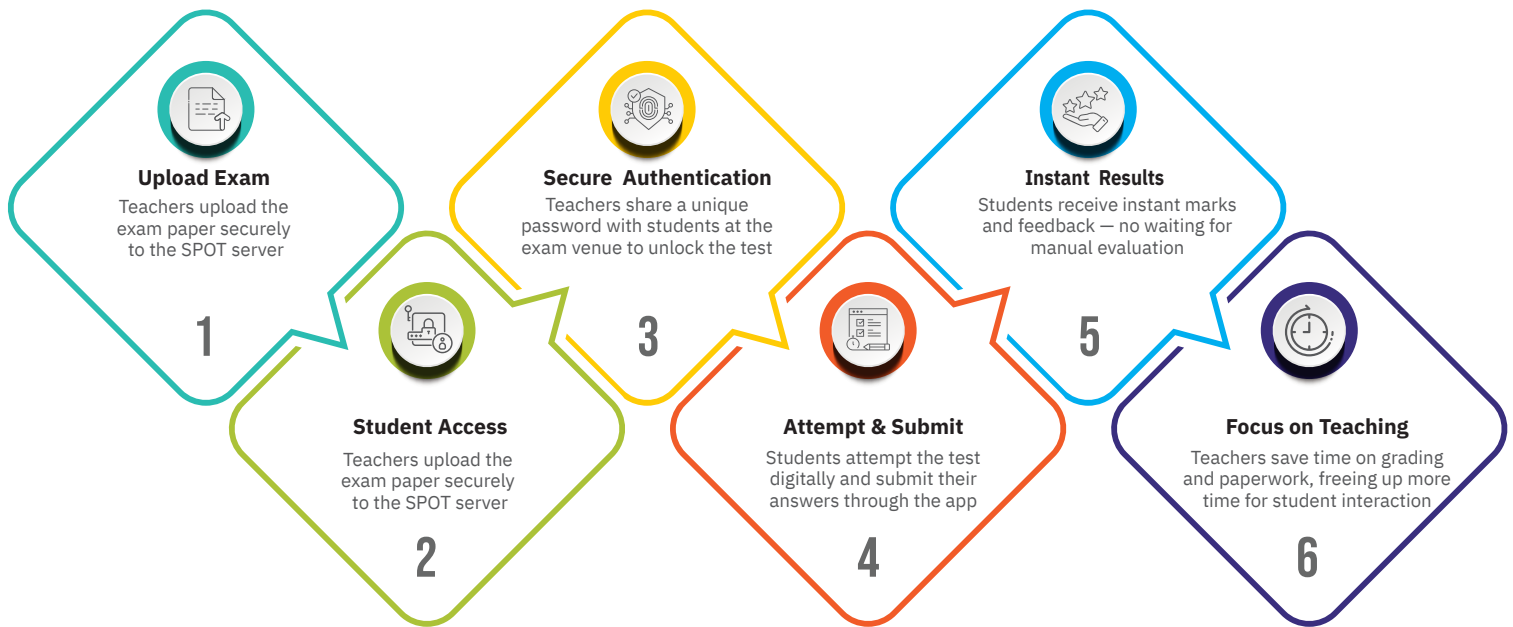 Upload Exam
Teachers upload the
exam paper securely
to the SPOT server
1
Student Access
Teachers upload the
exam paper securely
to the SPOT server
2
Secure Authentication
Teachers share a unique
password with students at the
exam venue to unlock the test
3
Attempt & Submit
Students attempt the test
digitally and submit their
answers through the app
4
Instant Results
Students receive instant marks
and feedback — no waiting for
manual evaluation
5
Focus on Teaching
Teachers save time on grading
and paperwork, freeing up more
time for student interaction
6